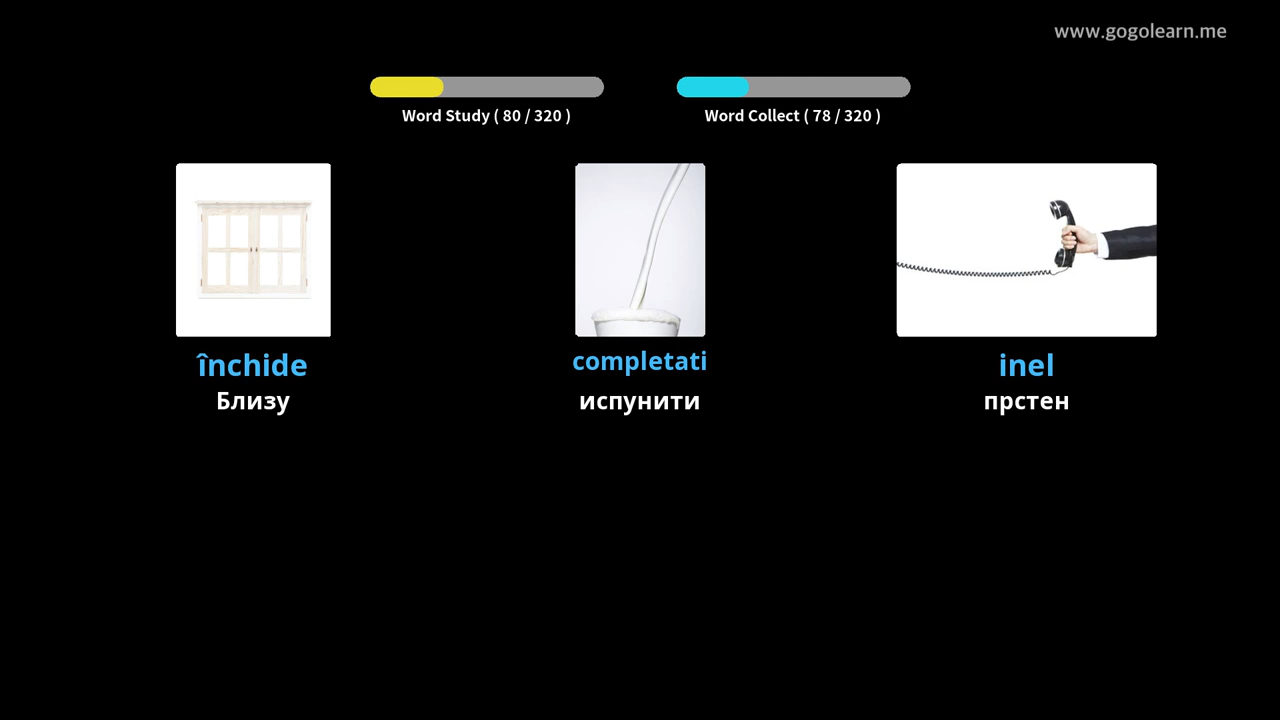 www.gogolearn.me
Word Study ( 80 / 320 )
Word Collect ( 78 / 320 )
închide
completati
inel
Близу
испунити
прстен